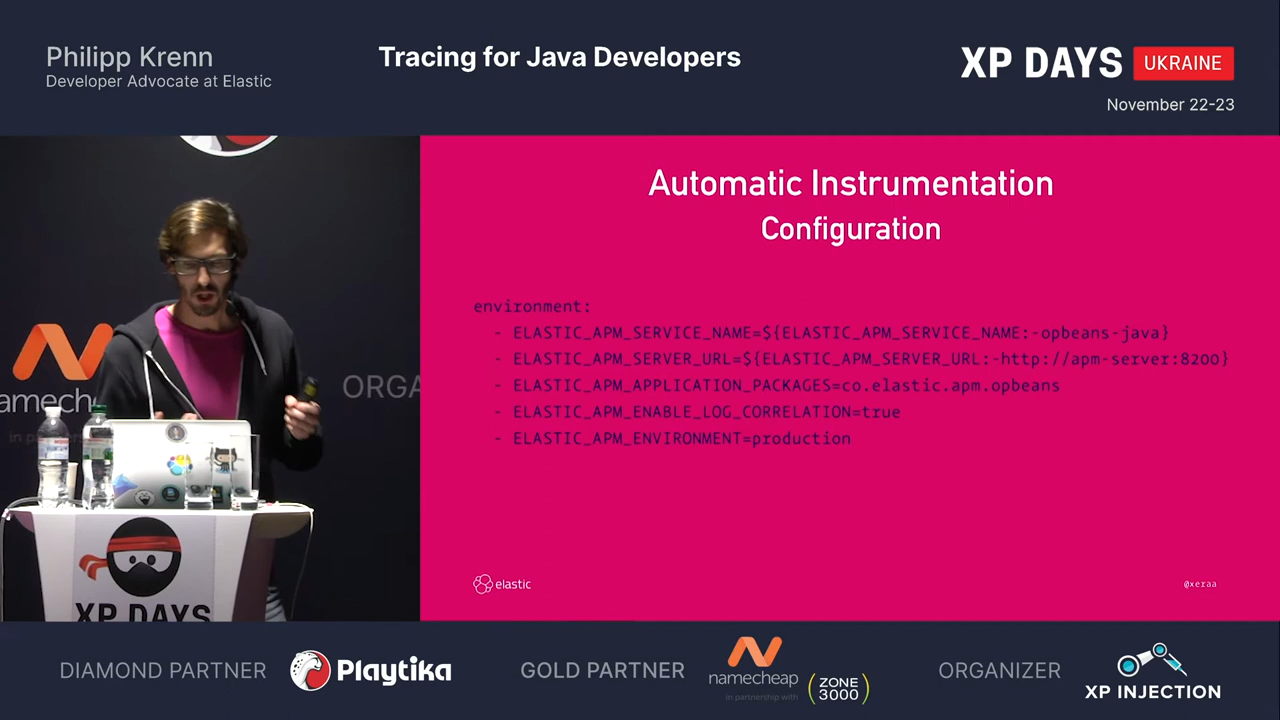 Philipp Krenn
Developer Advocate at Elastic
Tracing for Java Developers
XP DAYS UKRAINE
November 22-23
Automatic Instrumentation
Configuration
environment:
- ELASTIC_APM_SERVICE_NAME=${ELASTIC_APM_SERVICE_NAME:-opbeans-java}
- ELASTIC_APM_SERVER_URL=${ELASTIC_APM_SERVER_URL:-http://apm-server:8200}
- ELASTIC_APM_APPLICATION_PACKAGES=co.elastic.apm.opbeans
- ELASTIC_APM_ENABLE_LOG_CORRELATION=true
- ELASTIC_APM_ENVIRONMENT=production
elastic
@xeraa
ORGA
namech
in partner
XP DAYS
DIAMOND PARTNER
Playtika
GOLD PARTNER
namecheap
in partnership with
ZONE
3000
ORGANIZER
XP INJECTION